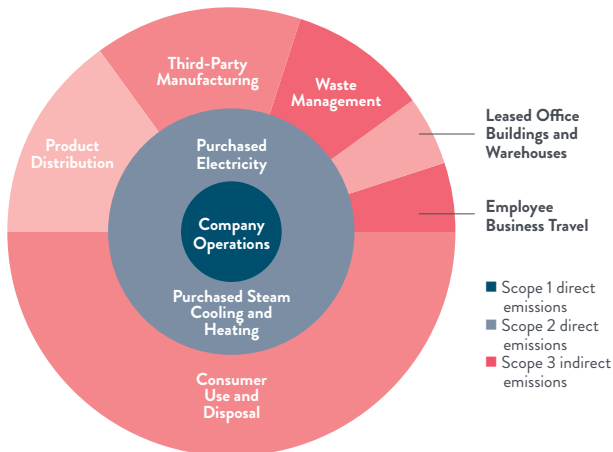 Third-Party
Manufacturing
Waste
Management
Product
Distribution
Purchased
Electricity
Leased Office
Buildings and
Warehouses
Employee
Business Travel
Company
Operations
Purchased Steam
Cooling and
Heating
Consumer
Use and
Disposal
Scope 1 direct
emissions
Scope 2 direct
emissions
Scope 3 indirect
emissions